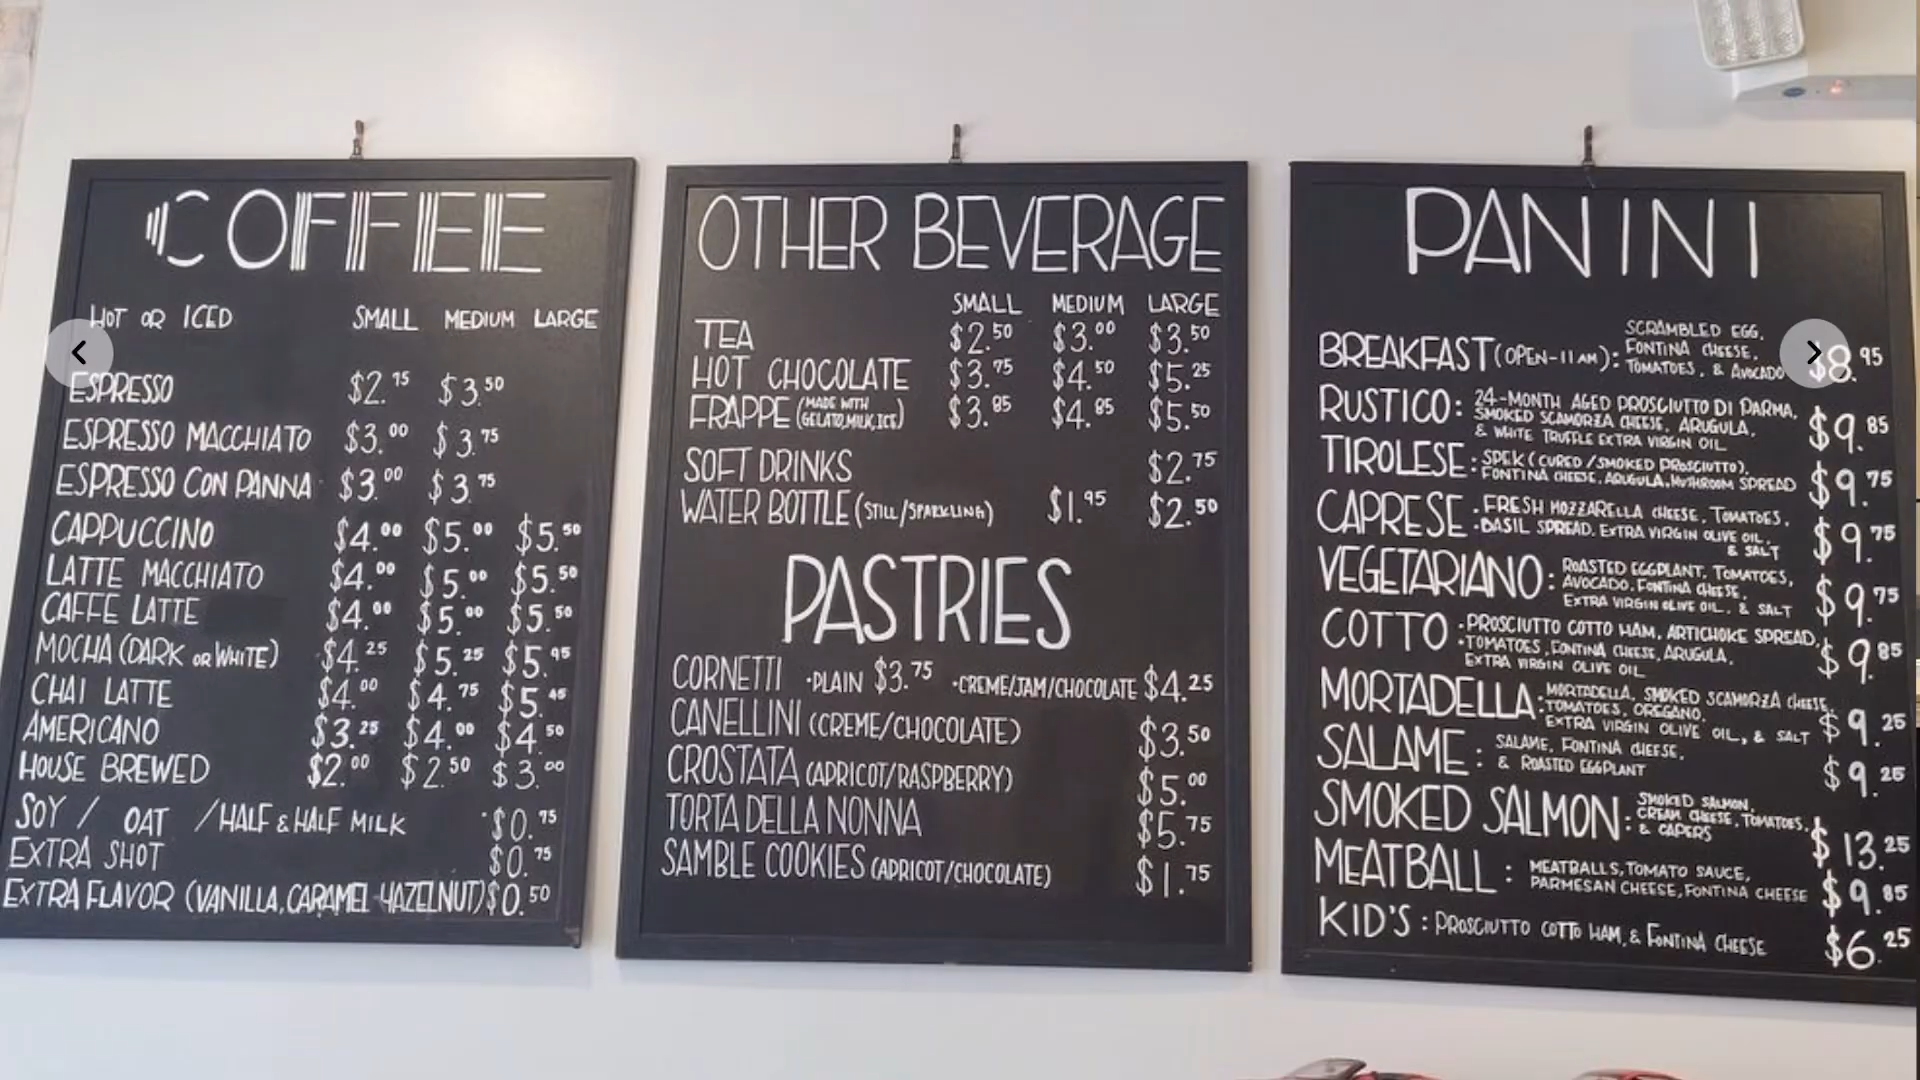 COFFEE
HOT OR ICED SMALL MEDIUM LARGE
ESPRESSO $2.75 $3.50
ESPRESSO MACCHIATO $3.00 $3.75
ESPRESSO CON PANNA $3.00 $3.75
CAPPUCCINO $4.00 $5.00 $5.50
LATTE MACCHIATO $4.00 $5.00 $5.50
CAFFE LATTE $4.00 $5.00 $5.50
MOCHA (DARK OR WHITE) $4.25 $5.25 $5.95
CHAI LATTE $4.00 $4.75 $5.45
AMERICANO $3.25 $4.00 $4.50
HOUSE BREWED $2.00 $2.50 $3.00
SOY / OAT / HALF & HALF MILK $0.75
EXTRA SHOT $0.75
EXTRA FLAVOR (VANILLA, CARAMEL HAZELNUT) $0.50
OTHER BEVERAGE
SMALL MEDIUM LARGE
TEA $2.50 $3.00 $3.50
HOT CHOCOLATE $3.75 $4.50 $5.25
FRAPPE (MADE WITH GELATO, MILK, ICE) $3.85 $4.85 $5.50
SOFT DRINKS $2.75
WATER BOTTLE (STILL/SPARKLING) $1.95 $2.50
PASTRIES
CORNETTI •PLAIN $3.75 •CREME/JAM/CHOCOLATE $4.25
CANELLINI (CREME/CHOCOLATE) $3.50
CROSTATA (APRICOT/RASPBERRY) $5.00
TORTA DELLA NONNA $5.75
SAMBLE COOKIES (APRICOT/CHOCOLATE) $1.75
PANINI
BREAKFAST (OPEN-11 AM): SCRAMBLED EGG,
FONTINA CHEESE,
TOMATOES, & AVOCADO $8.95
RUSTICO: 24-MONTH AGED PROSCIUTTO DI PARMA,
SMOKED SCAMORZA CHEESE, ARUGULA,
& WHITE TRUFFLE EXTRA VIRGIN OIL $9.85
TIROLESE: SPEK (CURED/SMOKED PROSCIUTTO),
FONTINA CHEESE, ARUGULA, MUSHROOM SPREAD $9.75
CAPRESE: FRESH MOZZARELLA CHEESE, TOMATOES,
BASIL SPREAD, EXTRA VIRGIN OLIVE OIL,
& SALT $9.75
VEGETARIANO: ROASTED EGGPLANT, TOMATOES,
AVOCADO, FONTINA CHEESE,
EXTRA VIRGIN OLIVE OIL, & SALT $9.75
COTTO: PROSCIUTTO COTTO HAM, ARTICHOKE SPREAD,
TOMATOES, FONTINA CHEESE, ARUGULA,
EXTRA VIRGIN OLIVE OIL $9.85
MORTADELLA: MORTADELLA, SMOKED SCAMORZA CHEESE,
TOMATOES, OREGANO,
EXTRA VIRGIN OLIVE OIL, & SALT $9.25
SALAME: SALAME, FONTINA CHEESE,
& ROASTED EGGPLANT $9.25
SMOKED SALMON: SMOKED SALMON,
CREAM CHEESE, TOMATOES,
& CAPERS $13.25
MEATBALL: MEATBALLS, TOMATO SAUCE,
PARMESAN CHEESE, FONTINA CHEESE $9.85
KID'S: PROSCIUTTO COTTO HAM, & FONTINA CHEESE $6.25